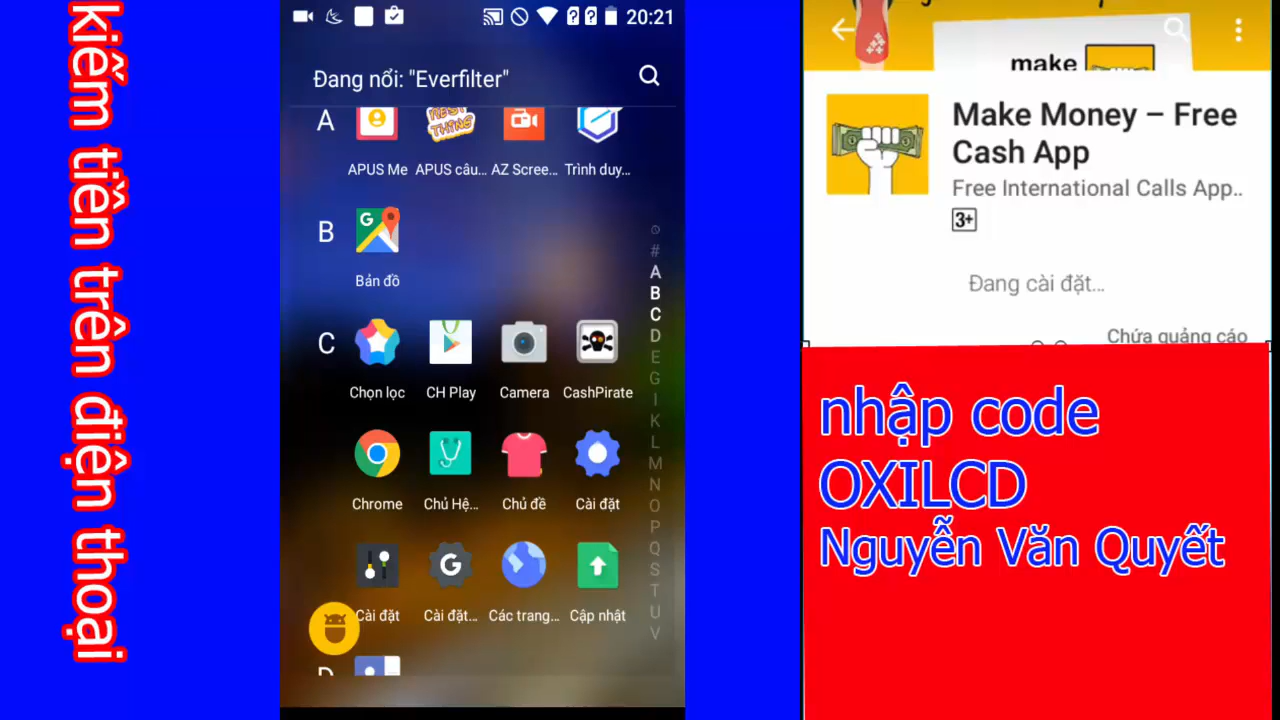 kiếm tiền trên điện thoại
20:21
Đang nổi: "Everfilter"
A
APUS Me
APUS câu...
AZ Scree...
Trình duy...
B
Bản đồ
C
Chọn lọc
CH Play
Camera
CashPirate
Chrome
Chủ Hệ...
Chủ đề
Cài đặt
Cài đặt
Cài đặt...
Các trang...
Cập nhật
D
#
A
B
C
D
E
G
I
K
L
M
N
O
P
Q
S
T
U
V
make
Make Money – Free
Cash App
Free International Calls App..
3+
Đang cài đặt...
Chứa quảng cáo
nhập code
OXILCD
Nguyễn Văn Quyết